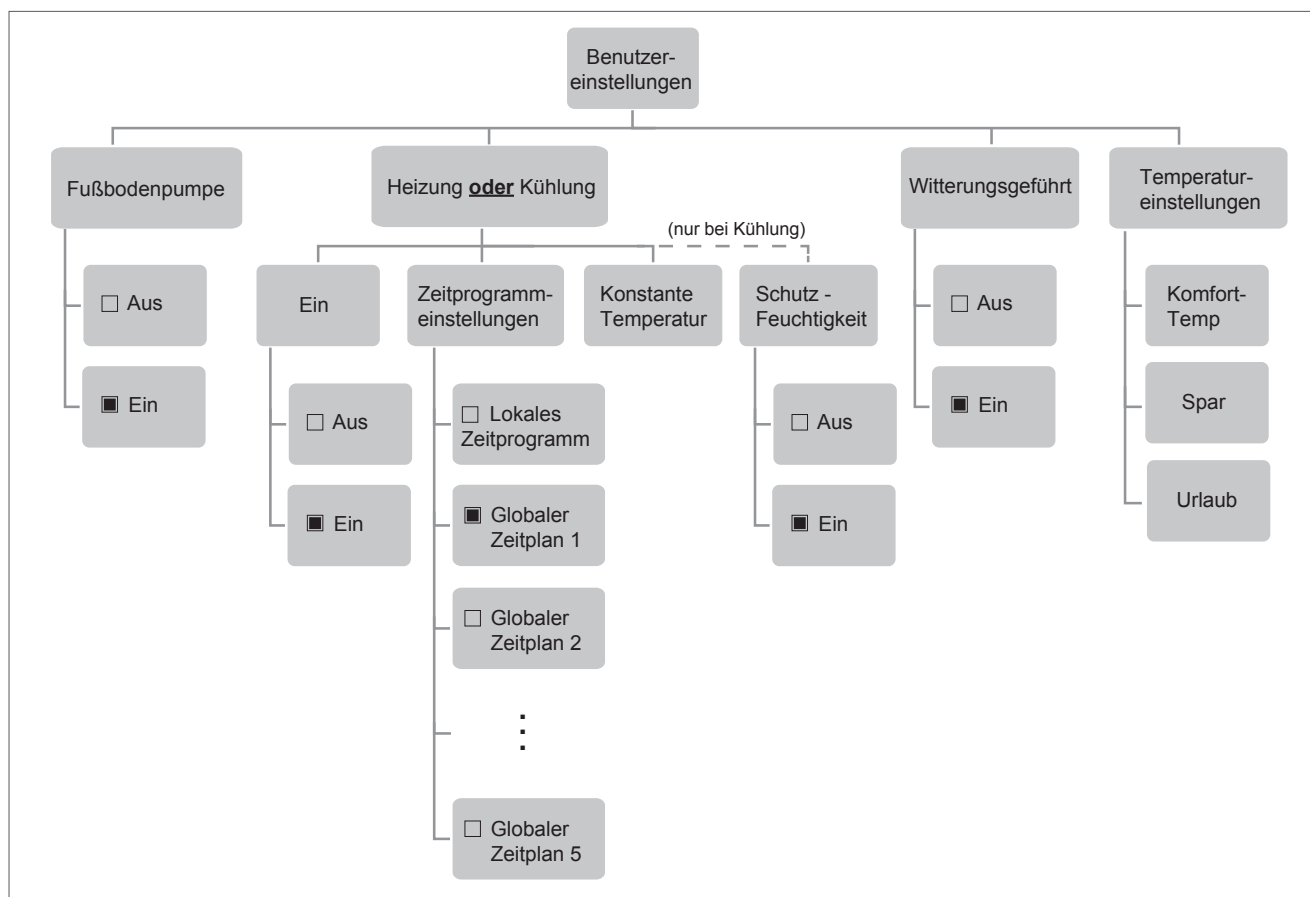 Benutzer-
einstellungen
Fußbodenpumpe
Heizung oder Kühlung
Witterungsgeführt
Temperatur-
einstellungen
(nur bei Kühlung)
Aus
Ein
Ein
Aus
Ein
Zeitprogramm-
einstellungen
Lokales
Zeitprogramm
Globaler
Zeitplan 1
Globaler
Zeitplan 2
Globaler
Zeitplan 5
Konstante
Temperatur
Schutz -
Feuchtigkeit
Aus
Ein
Aus
Ein
Komfort-
Temp
Spar
Urlaub